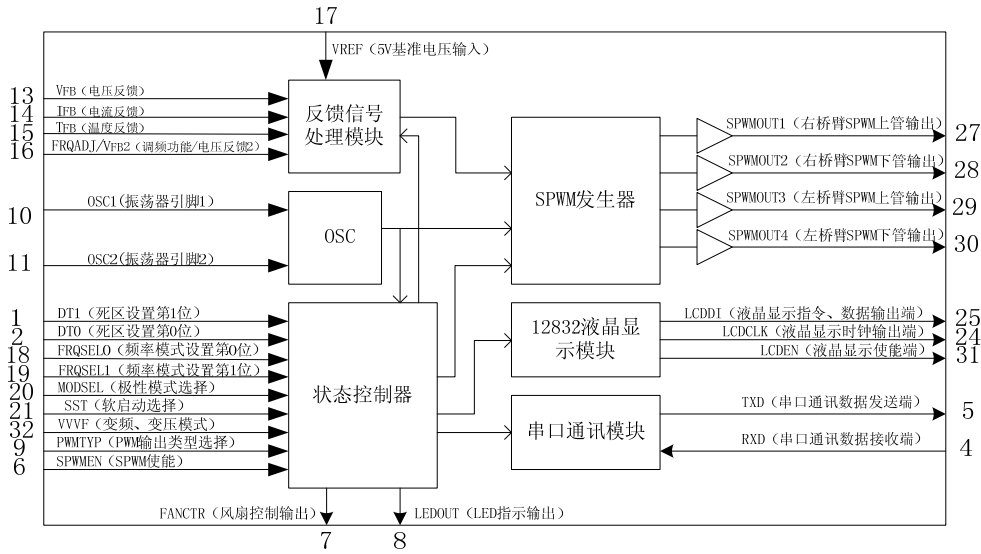 17
VREF（5V基准电压输入）
13
VFB（电压反馈）
14
IFB（电流反馈）
15
TFB（温度反馈）
16
FRQADJ/VFB2（调频功能/电压反馈2）
反馈信号
处理模块
10
OSC1(振荡器引脚1)
11
OSC2(振荡器引脚2)
OSC
SPWM发生器
SPWMOUT1（右桥臂SPWM上管输出）
27
SPWMOUT2（右桥臂SPWM下管输出）
28
SPWMOUT3（左桥臂SPWM上管输出）
29
SPWMOUT4（左桥臂SPWM下管输出）
30
1
DT1（死区设置第1位）
2
DT0（死区设置第0位）
18
FRQSEL0（频率模式设置第0位）
19
FRQSEL1（频率模式设置第1位）
20
MODSEL（极性模式选择）
21
SST（软启动选择）
32
VVVF（变频、变压模式）
9
PWMTYP（PWM输出类型选择）
6
SPWMEN（SPWM使能）
状态控制器
12832液晶显
示模块
LCDDI（液晶显示指令、数据输出端）
25
LCDCLK（液晶显示时钟输出端）
24
LCDEN（液晶显示使能端）
31
串口通讯模块
TXD（串口通讯数据发送端）
5
RXD（串口通讯数据接收端）
4
FANCTR（风扇控制输出）
7
LEDOUT（LED指示输出）
8